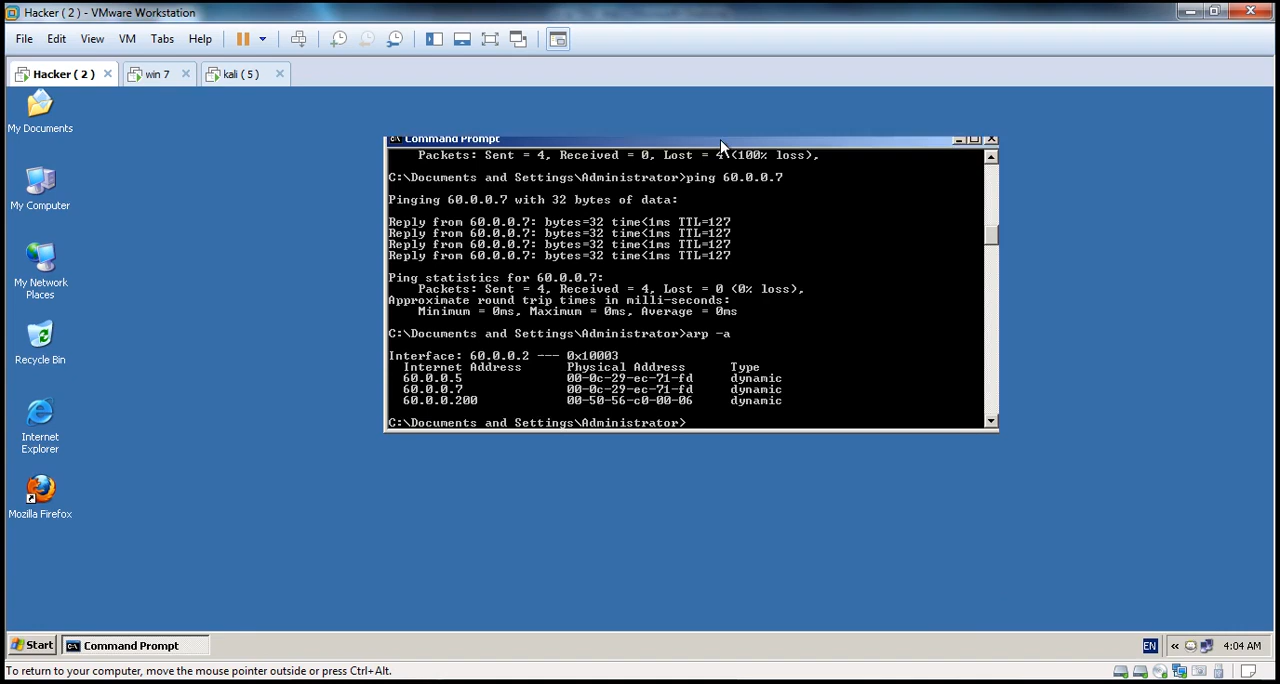 Hacker ( 2 ) - VMware Workstation
File Edit View VM Tabs Help
Hacker ( 2 ) win 7 kali ( 5 )
My Documents
My Computer
My Network
Places
Recycle Bin
Internet
Explorer
Mozilla Firefox
Command Prompt
Packets: Sent = 4, Received = 0, Lost = 4 (100% loss),
C:\Documents and Settings\Administrator>ping 60.0.0.7
Pinging 60.0.0.7 with 32 bytes of data:
Reply from 60.0.0.7: bytes=32 time<1ms TTL=127
Reply from 60.0.0.7: bytes=32 time<1ms TTL=127
Reply from 60.0.0.7: bytes=32 time<1ms TTL=127
Reply from 60.0.0.7: bytes=32 time<1ms TTL=127
Ping statistics for 60.0.0.7:
Packets: Sent = 4, Received = 4, Lost = 0 (0% loss),
Approximate round trip times in milli-seconds:
Minimum = 0ms, Maximum = 0ms, Average = 0ms
C:\Documents and Settings\Administrator>arp -a
Interface: 60.0.0.2 --- 0x10003
Internet Address Physical Address Type
60.0.0.5 00-0c-29-ec-71-fd dynamic
60.0.0.7 00-0c-29-ec-71-fd dynamic
60.0.0.200 00-50-56-c0-00-06 dynamic
C:\Documents and Settings\Administrator>
Start Command Prompt EN « 4:04 AM
To return to your computer, move the mouse pointer outside or press Ctrl+Alt.